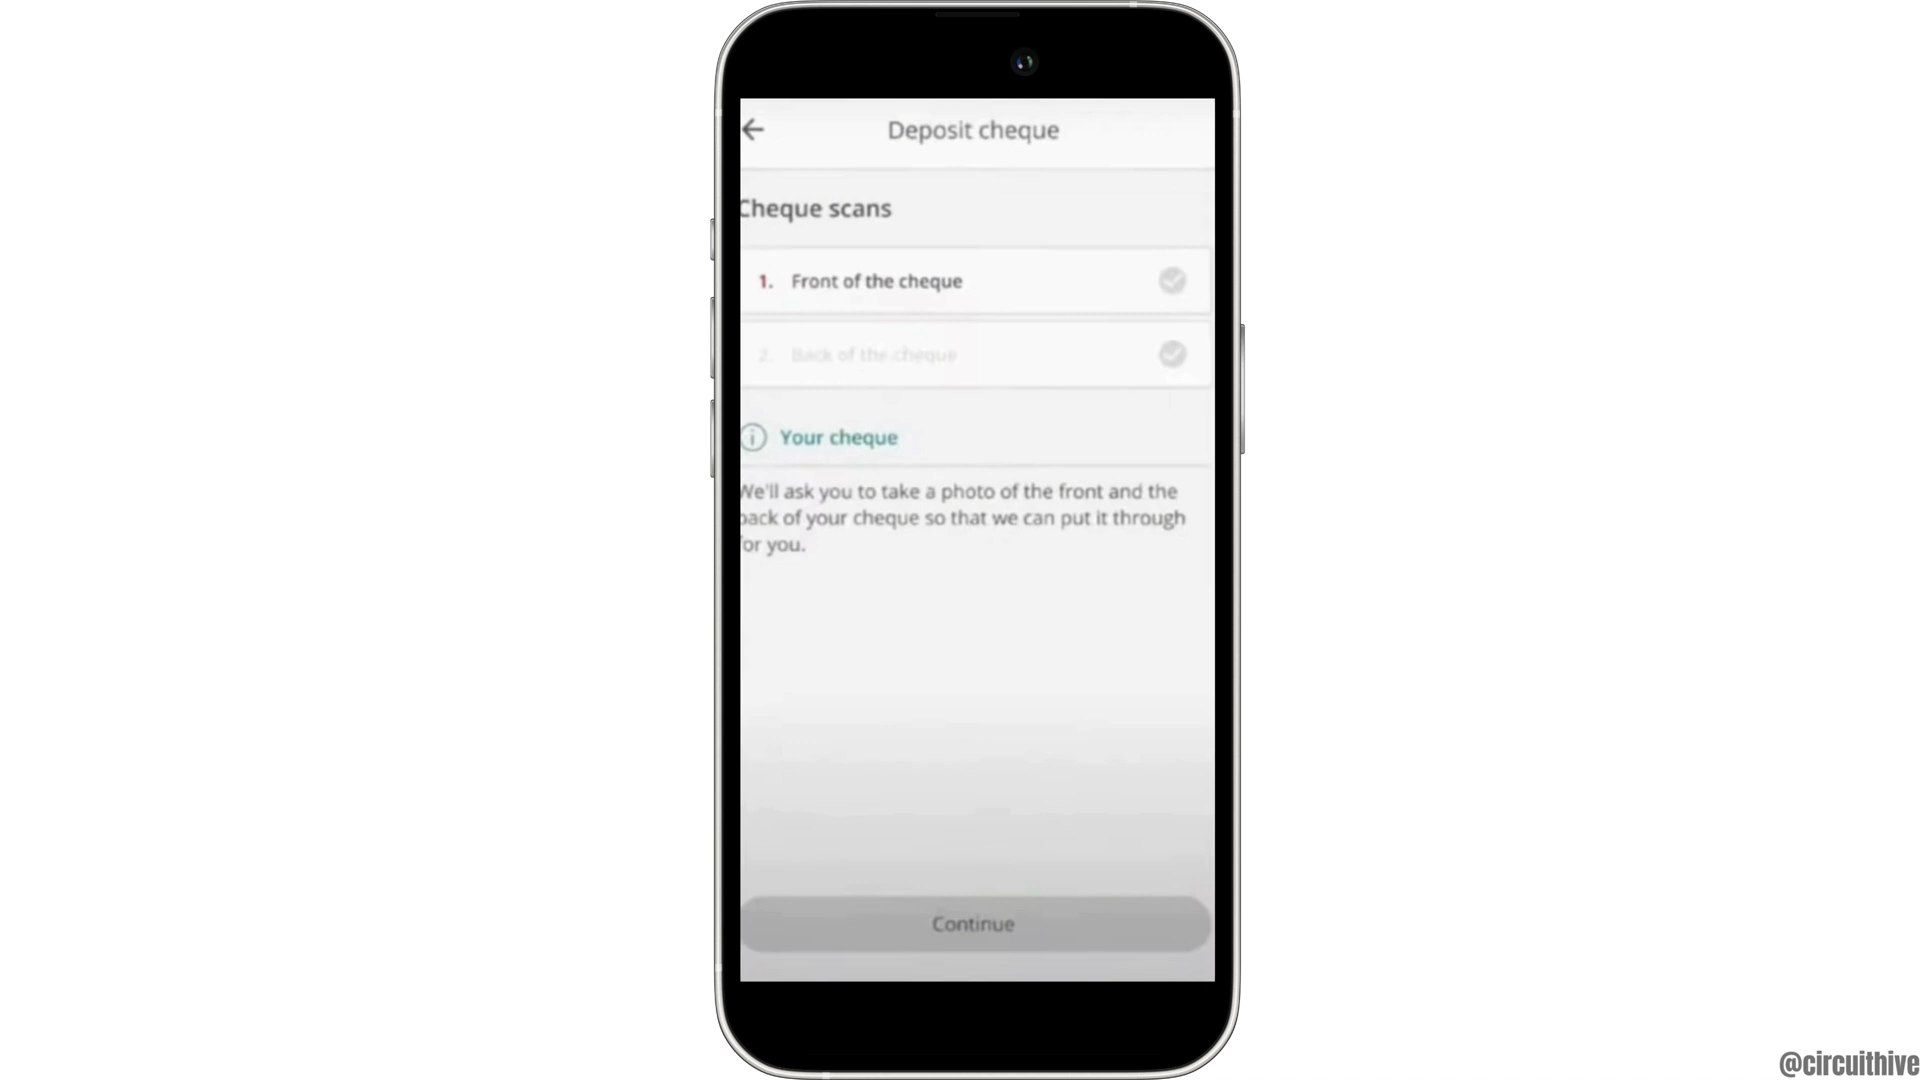 Deposit cheque
Cheque scans
1. Front of the cheque
2. Back of the cheque
Your cheque
We'll ask you to take a photo of the front and the
back of your cheque so that we can put it through
for you.
Continue
@circuithive